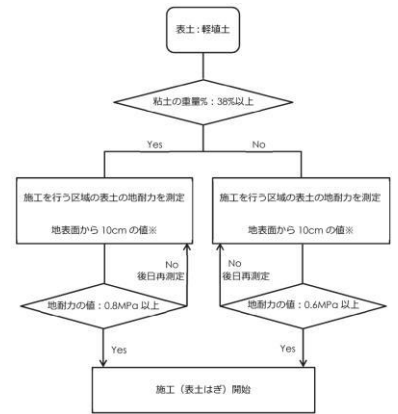 表土：軽埴土
粘土の重量%：38%以上
Yes
No
施工を行う区域の表土の地耐力を測定
地表面から 10cm の値※
施工を行う区域の表土の地耐力を測定
地表面から 10cm の値※
No
後日再測定
No
後日再測定
地耐力の値：0.8MPa 以上
地耐力の値：0.6MPa 以上
Yes
Yes
施工（表土はぎ）開始